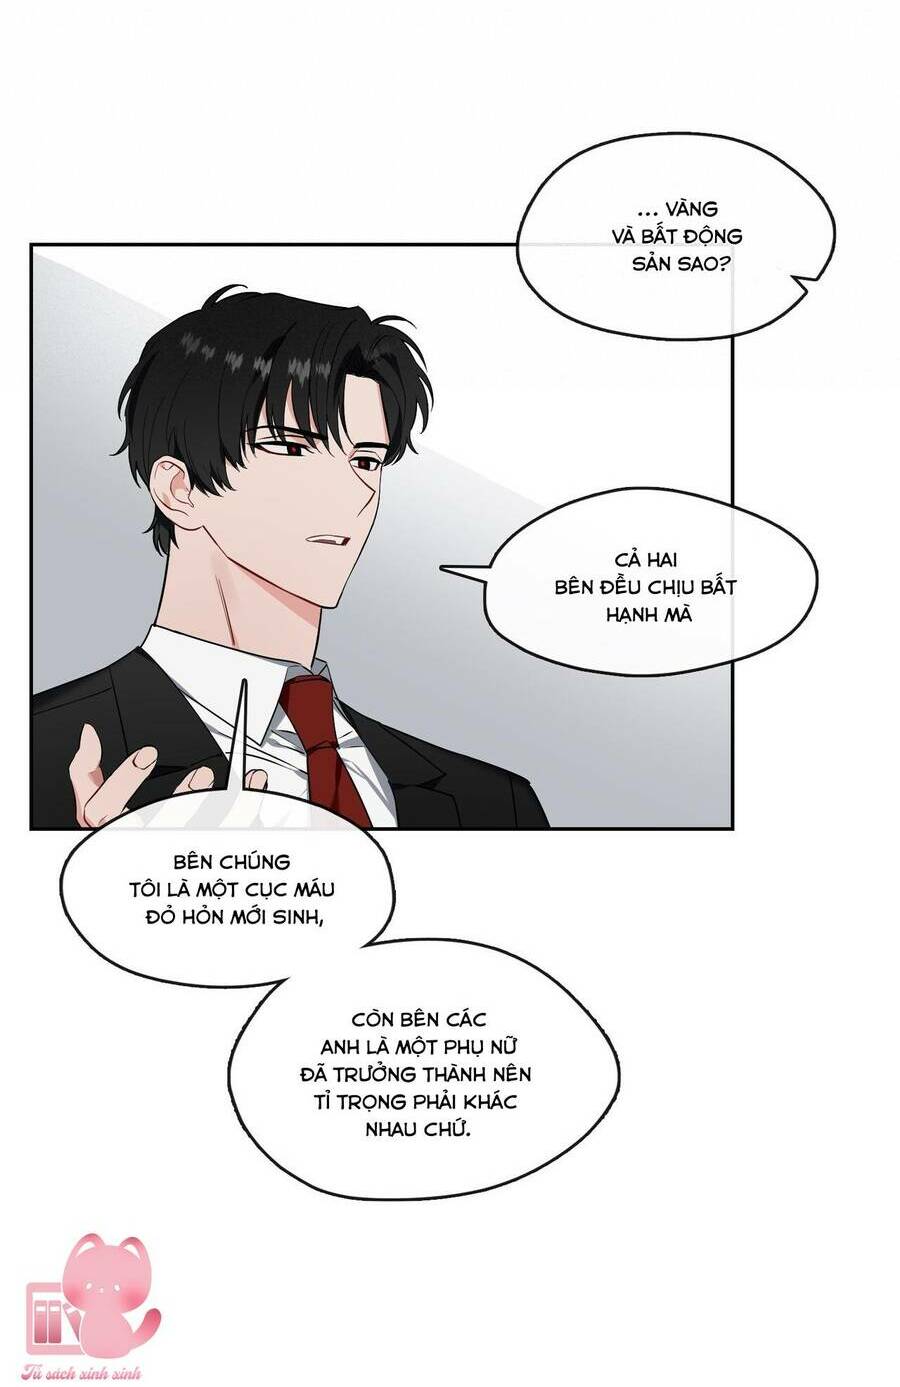 ... VÀNG
VÀ BẤT ĐỘNG
SẢN SAO?
CẢ HAI
BÊN ĐỀU CHỊU BẤT
HẠNH MÀ
BÊN CHÚNG
TÔI LÀ MỘT CỤC MÁU
ĐỎ HỎN MỚI SINH,
CÒN BÊN CÁC
ANH LÀ MỘT PHỤ NỮ
ĐÃ TRƯỞNG THÀNH NÊN
TỈ TRỌNG PHẢI KHÁC
NHAU CHỨ.
Tủ sách xinh xinh